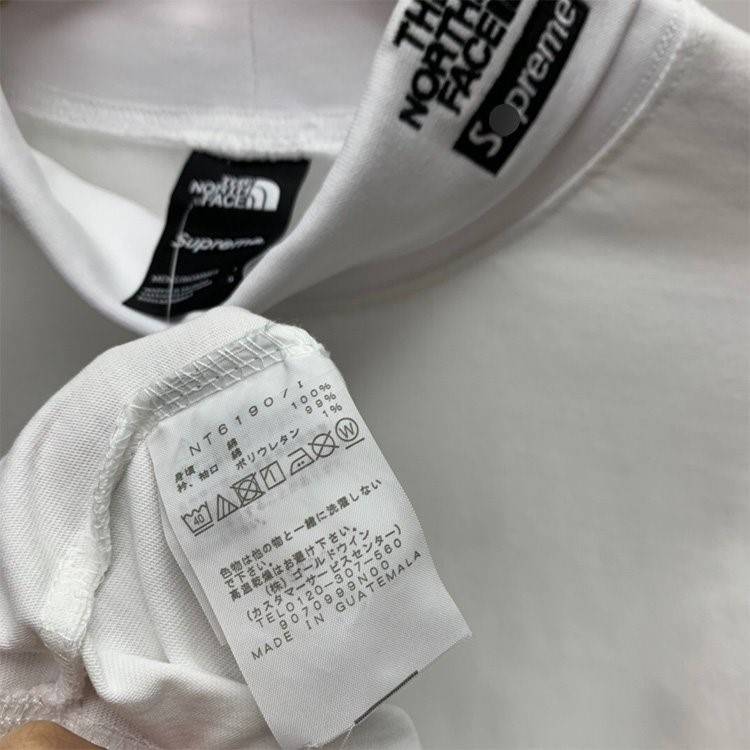 THE
NORTH
FACE
Supreme
THE
NORTH
FACE
Supreme
NT61907I
身頃 綿 100%
衿、袖口 綿 99%
ポリウレタン 1%
40
W
色物は他の物と一緒に洗濯しない
で下さい。
高温乾燥はお避け下さい。
(株)ゴールドウイン
(カスタマーサービスセンター)
TEL0120-307-560
9070999N00
MADE IN GUATEMALA